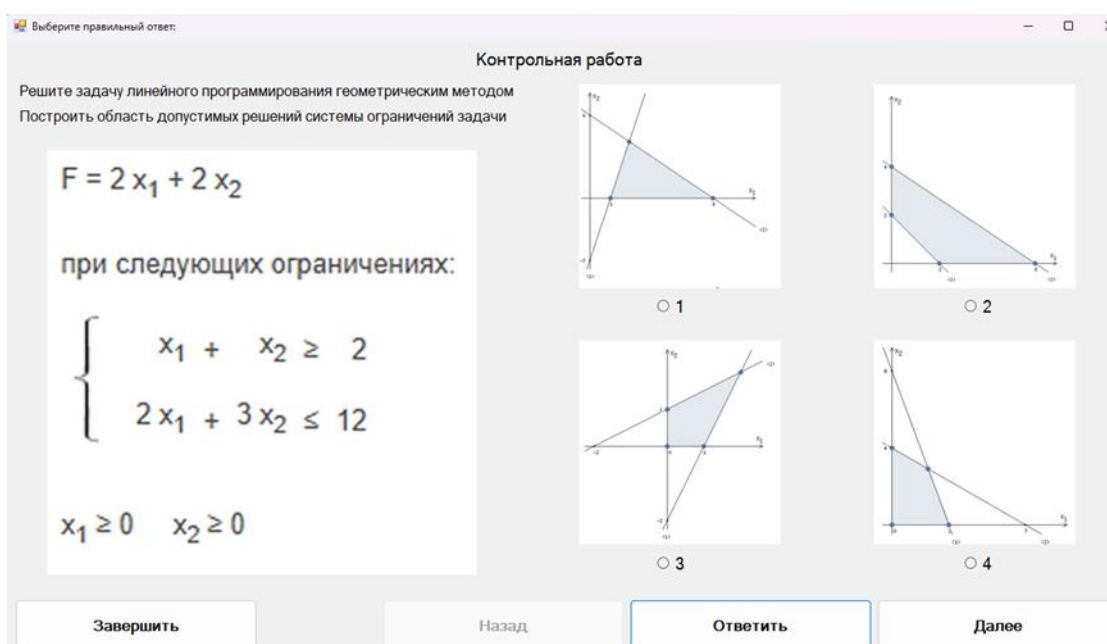 Выберите правильный ответ:
Контрольная работа
Решите задачу линейного программирования геометрическим методом
Построить область допустимых решений системы ограничений задачи
F = 2 x₁ + 2 x₂
при следующих ограничениях:
x₁ + x₂ ≥ 2
2 x₁ + 3 x₂ ≤ 12
x₁ ≥ 0 x₂ ≥ 0
1
2
3
4
Завершить
Назад
Ответить
Далее